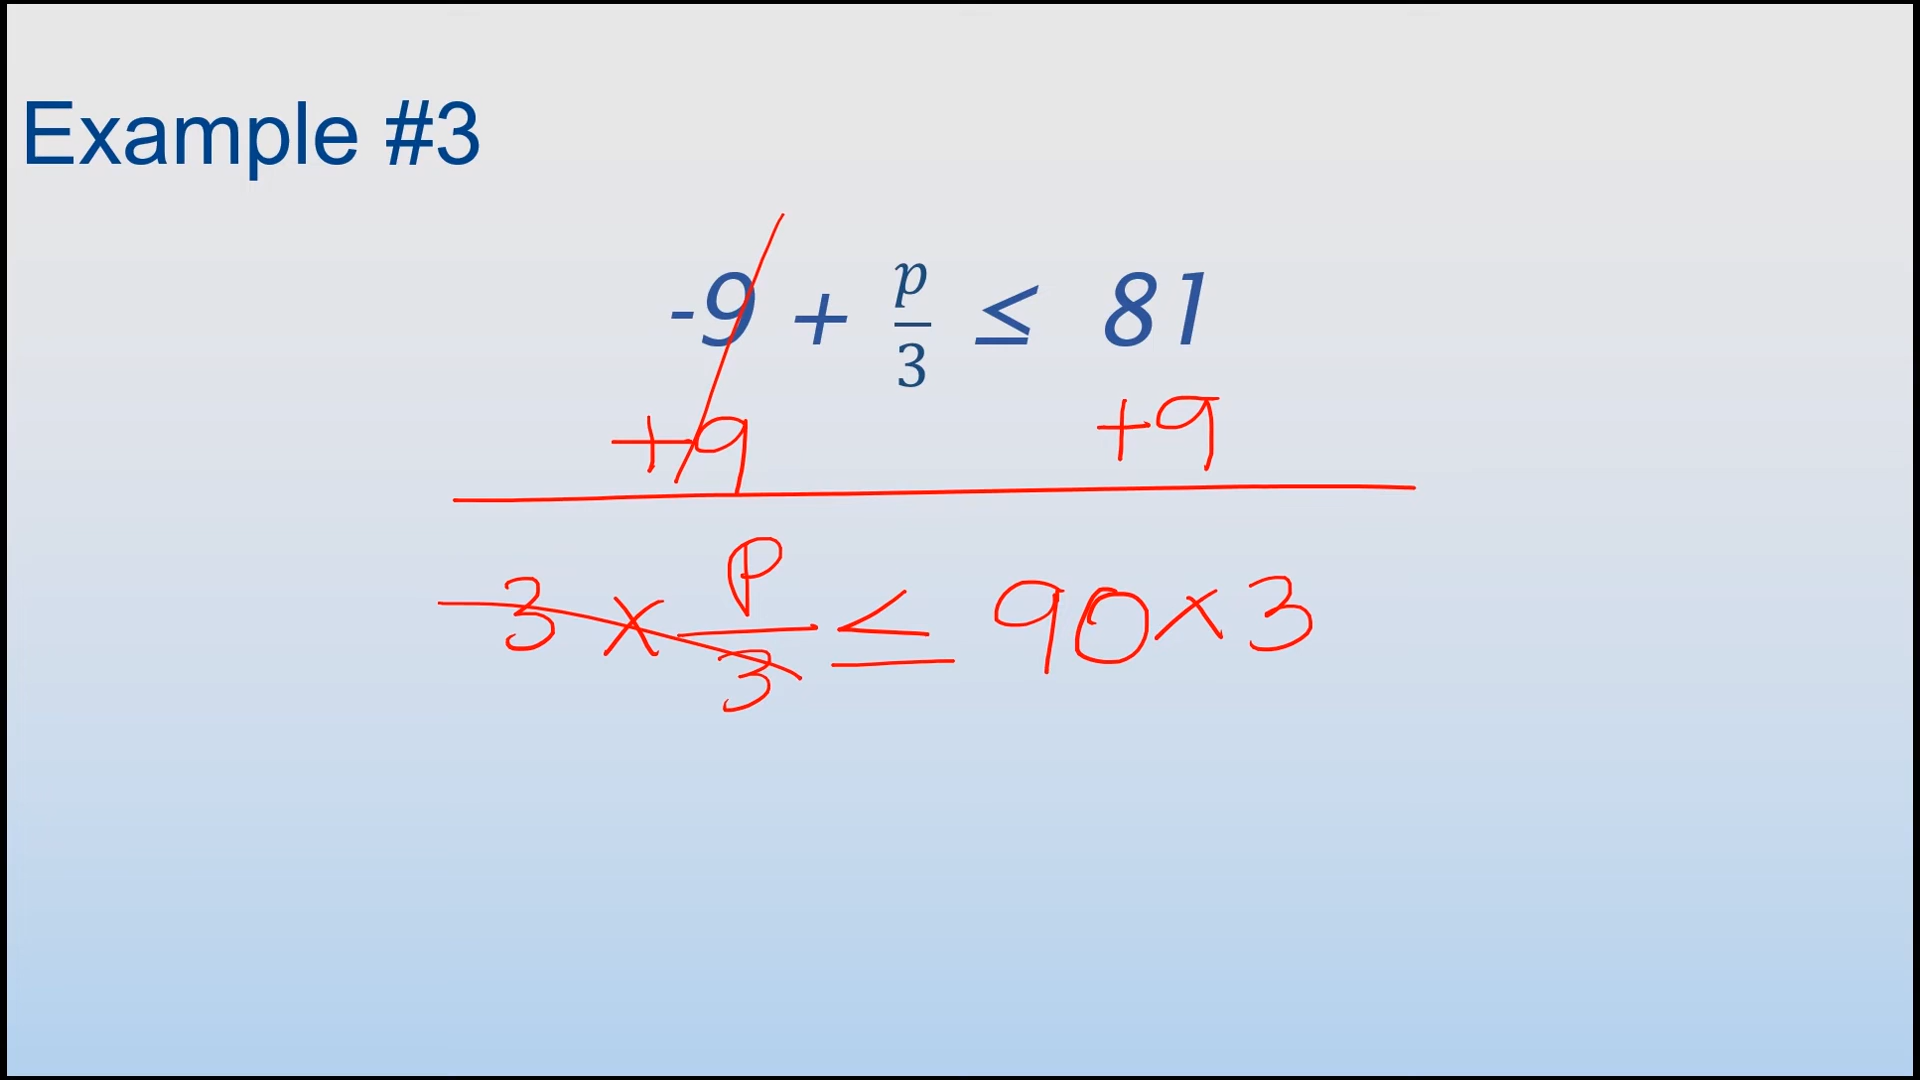 Example #3
-9 + p/3 ≤ 81
+9 +9
3 × p/3 ≤ 90 × 3